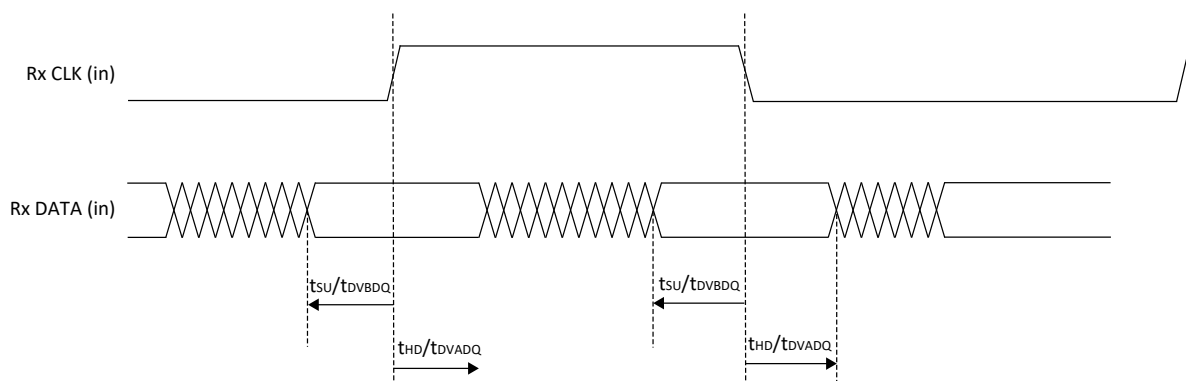 Rx CLK (in)
Rx DATA (in)
tSU/tDVBDQ
tSU/tDVBDQ
tHD/tDVADQ
tHD/tDVADQ